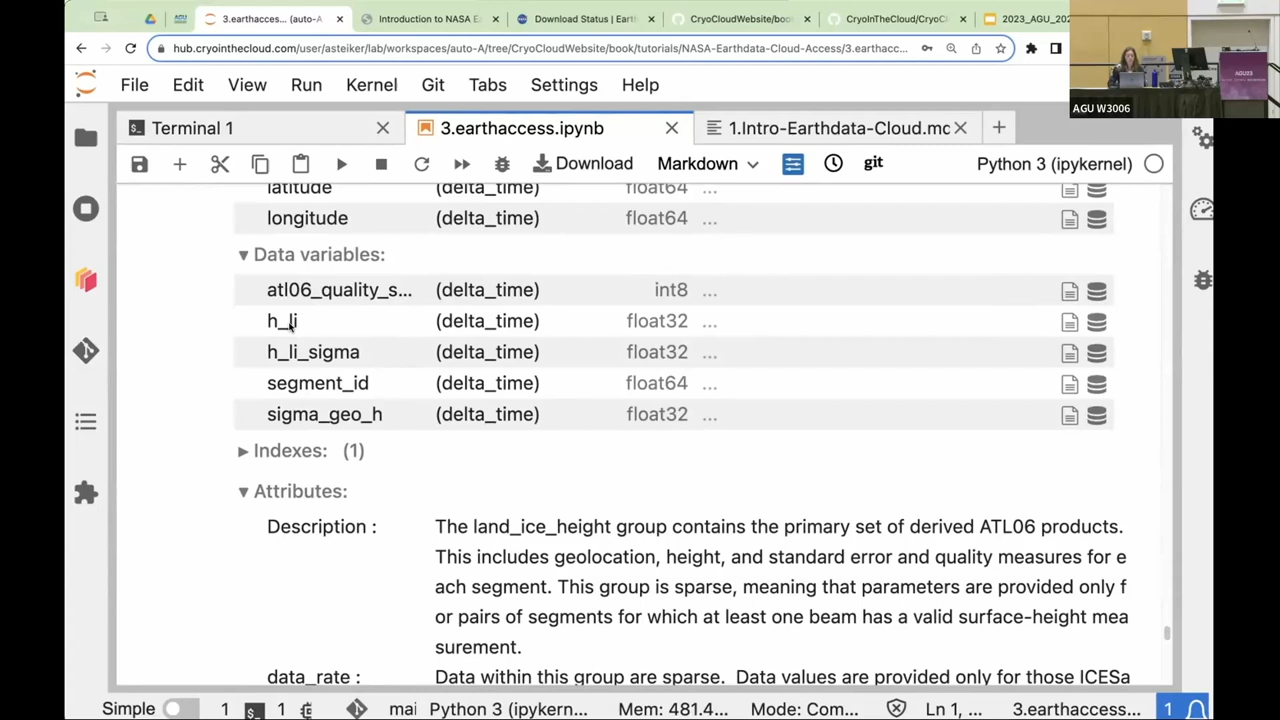 3.earthacces... (auto-A
Introduction to NASA E
Download Status | Eart
CryoCloudWebsite/boo
CryoInTheCloud/CryoC
2023_AGU_202
hub.cryointhecloud.com/user/asteiker/lab/workspaces/auto-A/tree/CryoCloudWebsite/book/tutorials/NASA-Earthdata-Cloud-Access/3.earthacc...
AGU23
AGU W3006
File Edit View Run Kernel Git Tabs Settings Help
Terminal 1
3.earthaccess.ipynb
1.Intro-Earthdata-Cloud.mc
Download
Markdown
git
Python 3 (ipykernel)
latitude (delta_time) float64 ...
longitude (delta_time) float64 ...
Data variables:
atl06_quality_s... (delta_time) int8 ...
h_li (delta_time) float32 ...
h_li_sigma (delta_time) float32 ...
segment_id (delta_time) float64 ...
sigma_geo_h (delta_time) float32 ...
Indexes: (1)
Attributes:
Description : The land_ice_height group contains the primary set of derived ATL06 products.
This includes geolocation, height, and standard error and quality measures for e
ach segment. This group is sparse, meaning that parameters are provided only f
or pairs of segments for which at least one beam has a valid surface-height mea
surement.
data_rate : Data within this group are sparse. Data values are provided only for those ICESa
Simple 1 1 mai Python 3 (ipykern... Mem: 481.4... Mode: Com... Ln 1, ... 3.earthaccess... 1